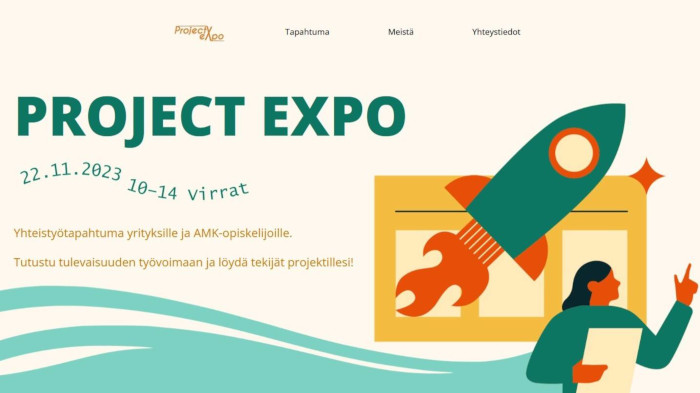 Project eXpo
Tapahtuma
Meistä
Yhteystiedot
PROJECT EXPO
22.11.2023 10–14 Virrat
Yhteistyötapahtuma yrityksille ja AMK-opiskelijoille.
Tutustu tulevaisuuden työvoimaan ja löydä tekijät projektillesi!